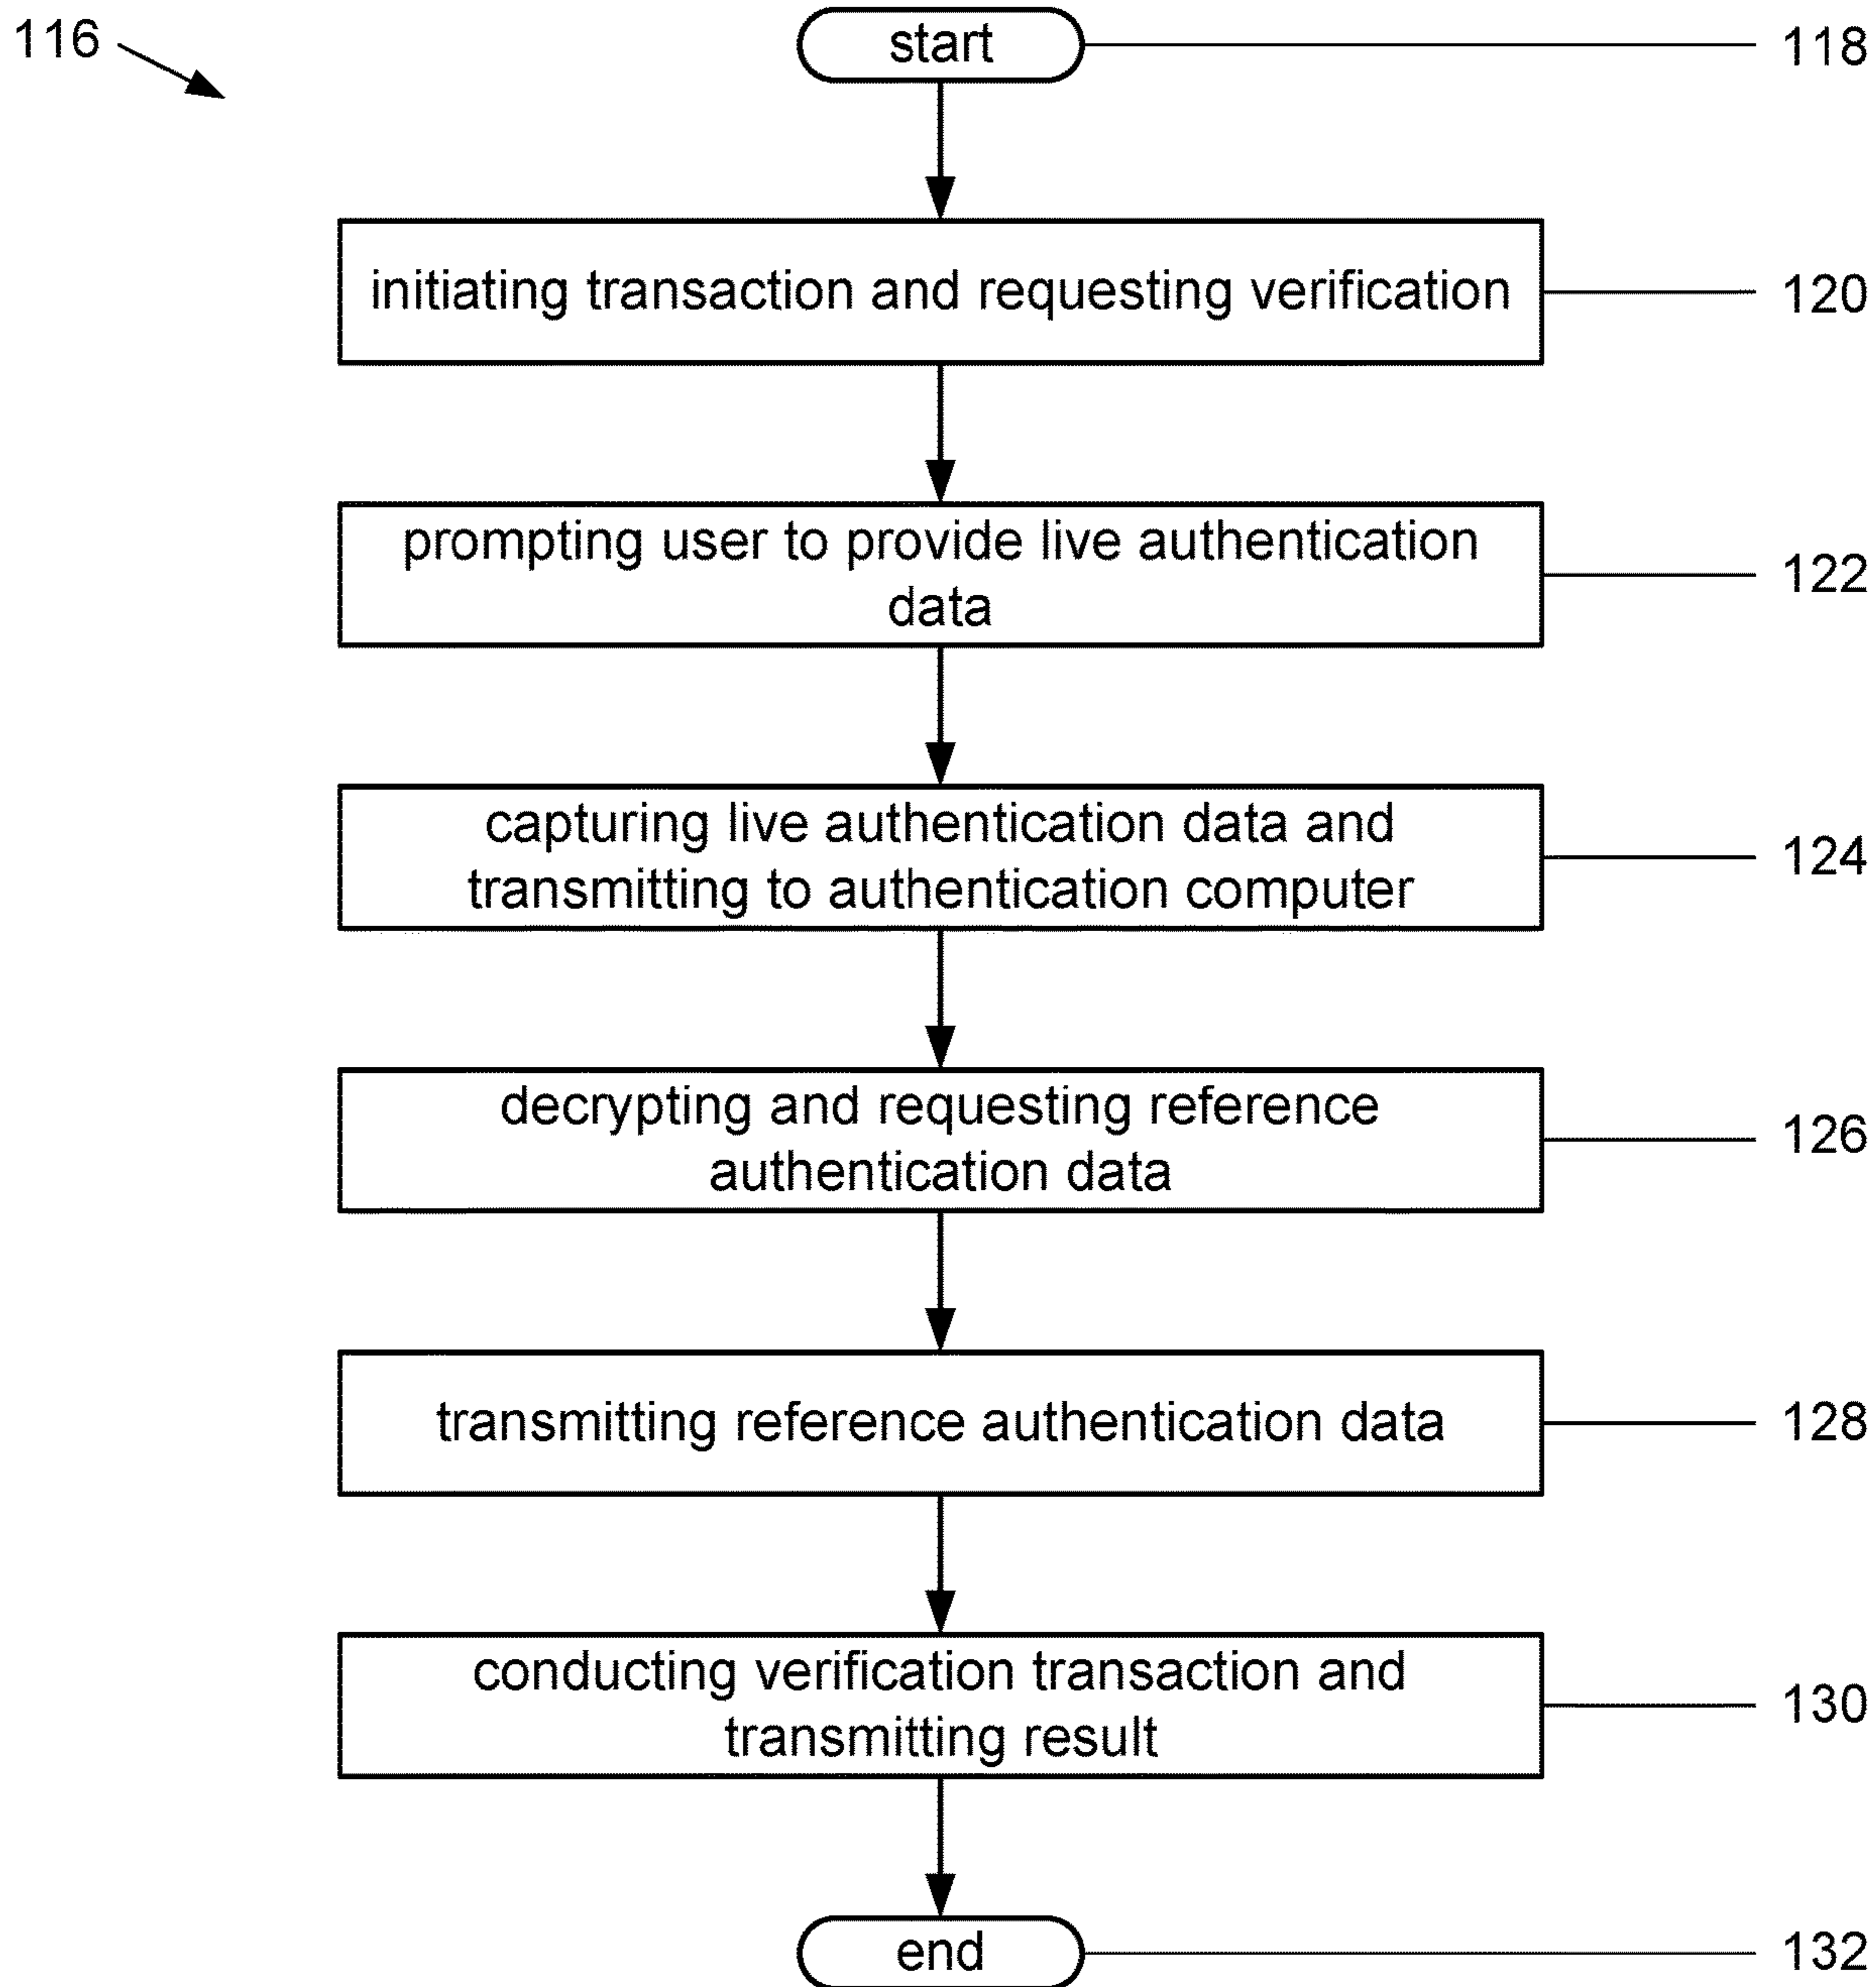 116
start
118
initiating transaction and requesting verification
120
prompting user to provide live authentication
data
122
capturing live authentication data and
transmitting to authentication computer
124
decrypting and requesting reference
authentication data
126
transmitting reference authentication data
128
conducting verification transaction and
transmitting result
130
end
132